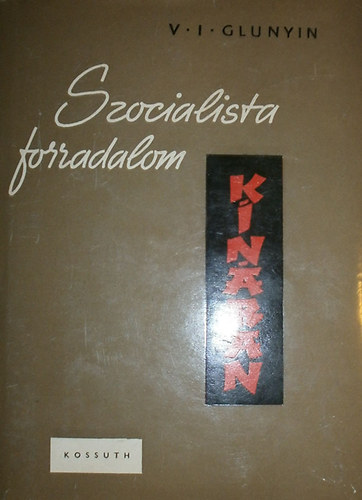 V · I · GLUNYIN
Szocialista
forradalom
KÍNÁBAN
KOSSUTH